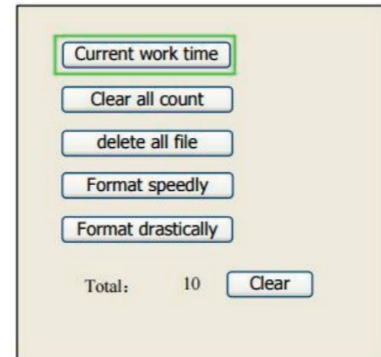 Current work time
Clear all count
delete all file
Format speedly
Format drastically
Total: 10 Clear